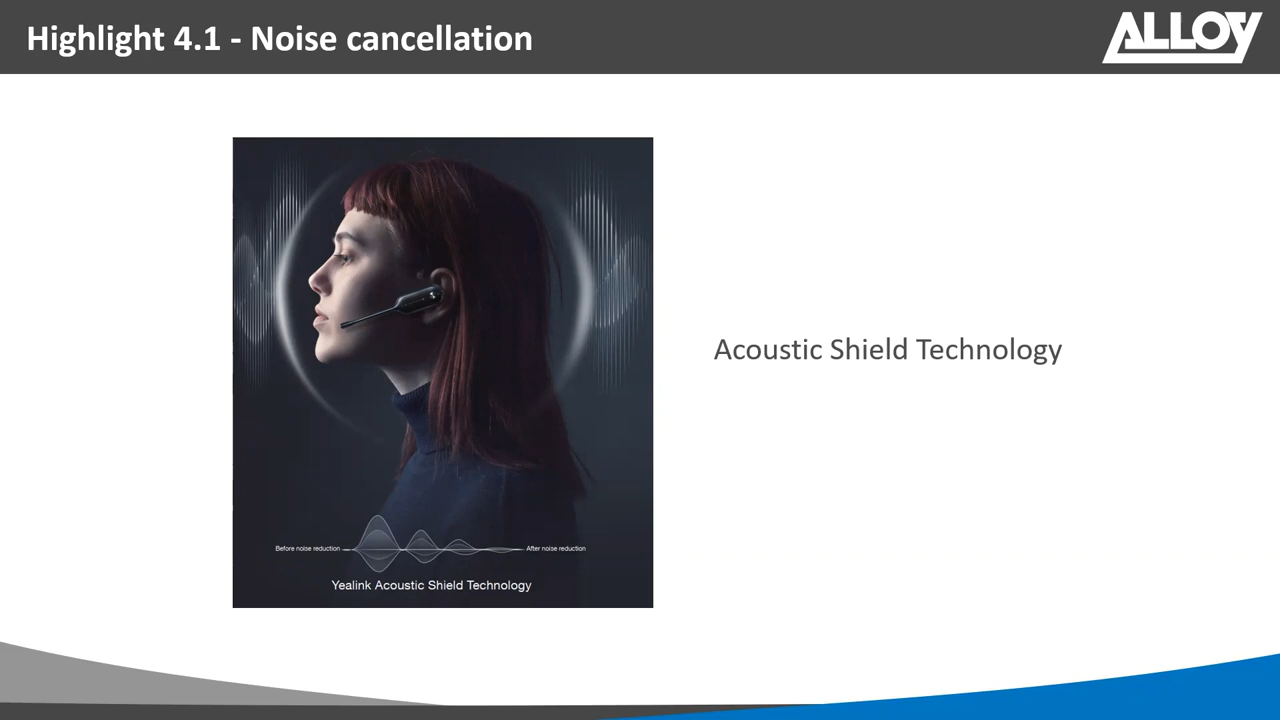 Highlight 4.1 - Noise cancellation
ALLOY
Acoustic Shield Technology
Before noise reduction
After noise reduction
Yealink Acoustic Shield Technology